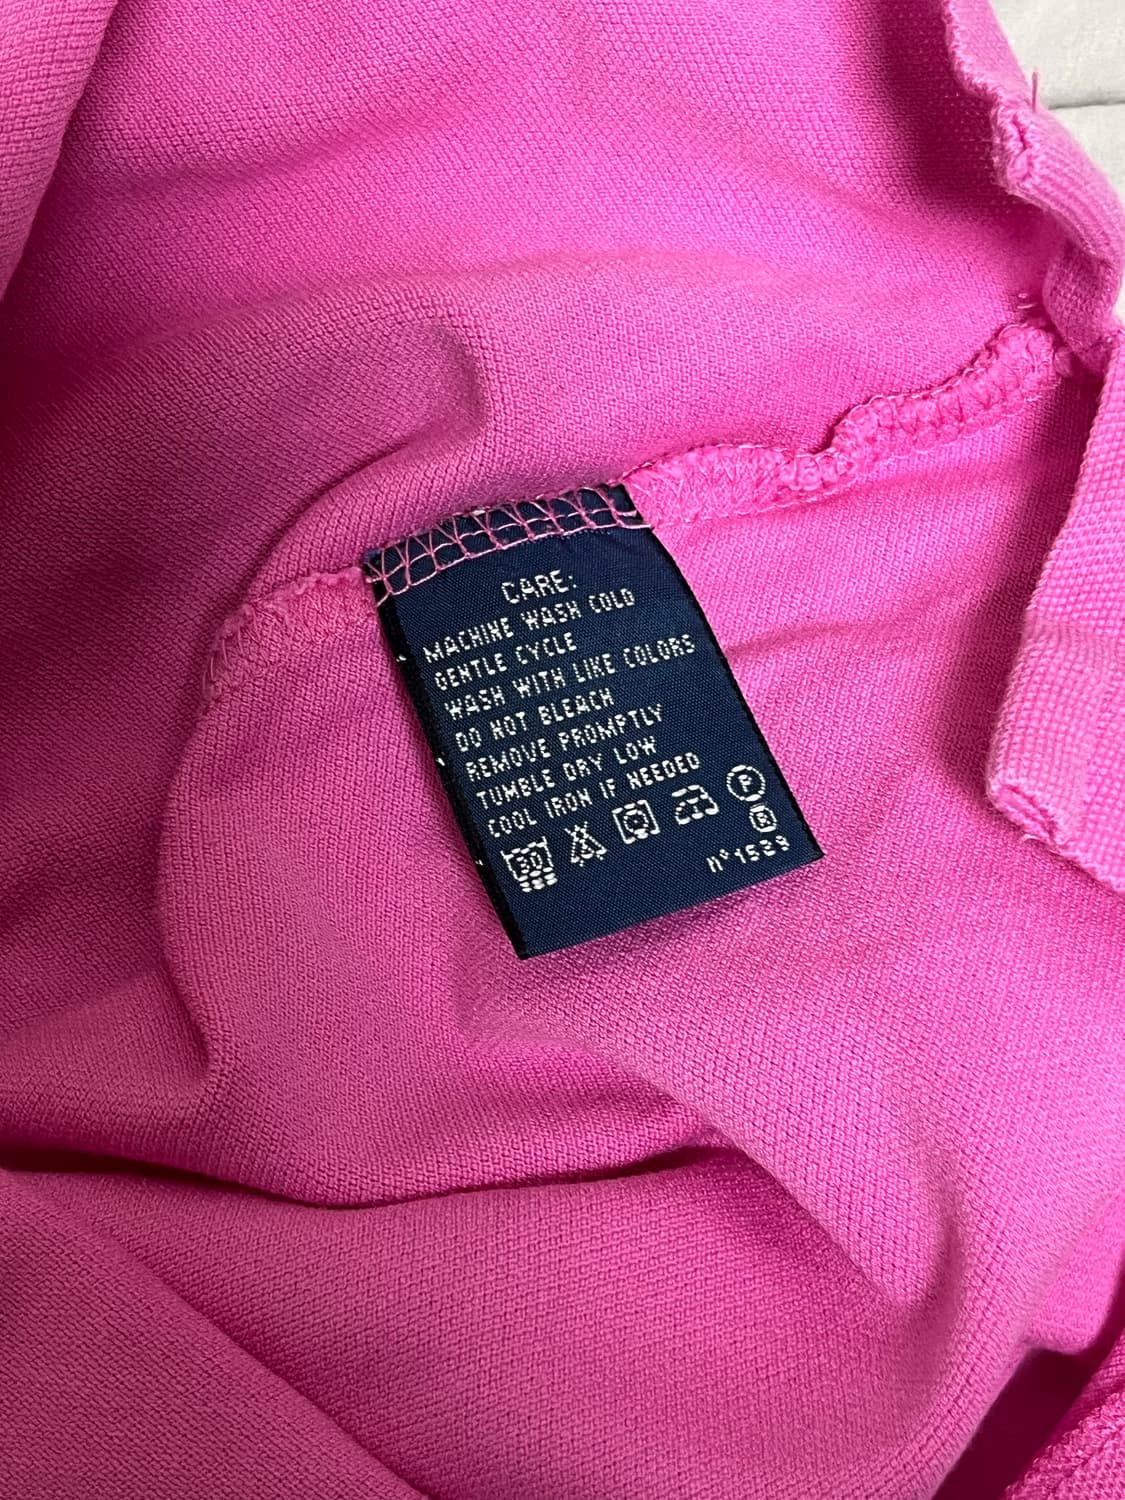 CARE:
MACHINE WASH COLD
GENTLE CYCLE
WASH WITH LIKE COLORS
DO NOT BLEACH
REMOVE PROMPTLY
TUMBLE DRY LOW
COOL IRON IF NEEDED
30 P
R
n°1529